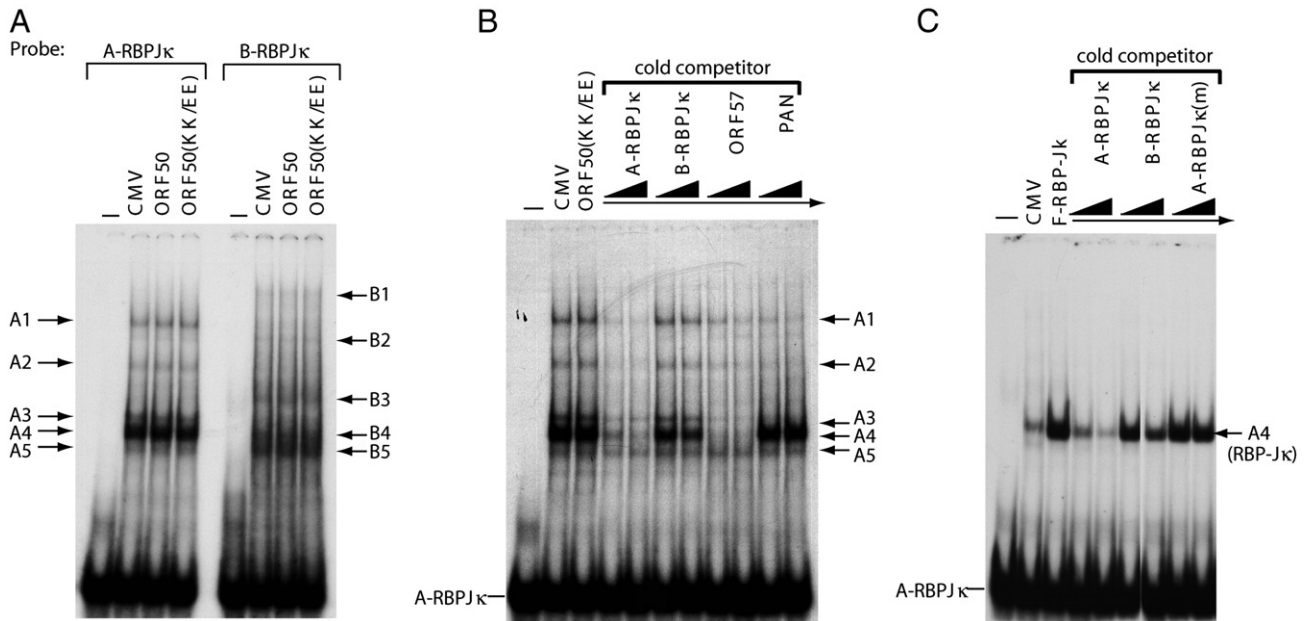 A
Probe:
A-RBPJκ
B-RBPJκ
—
CMV
ORF50
ORF50(KK/EE)
—
CMV
ORF50
ORF50(KK/EE)
A1
A2
A3
A4
A5
B1
B2
B3
B4
B5
B
cold competitor
—
CMV
ORF50(KK/EE)
A-RBPJκ
B-RBPJκ
ORF57
PAN
A1
A2
A3
A4
A5
A-RBPJκ
C
cold competitor
—
CMV
F-RBP-Jk
A-RBPJκ
B-RBPJκ
A-RBPJκ(m)
A4
(RBP-Jκ)
A-RBPJκ